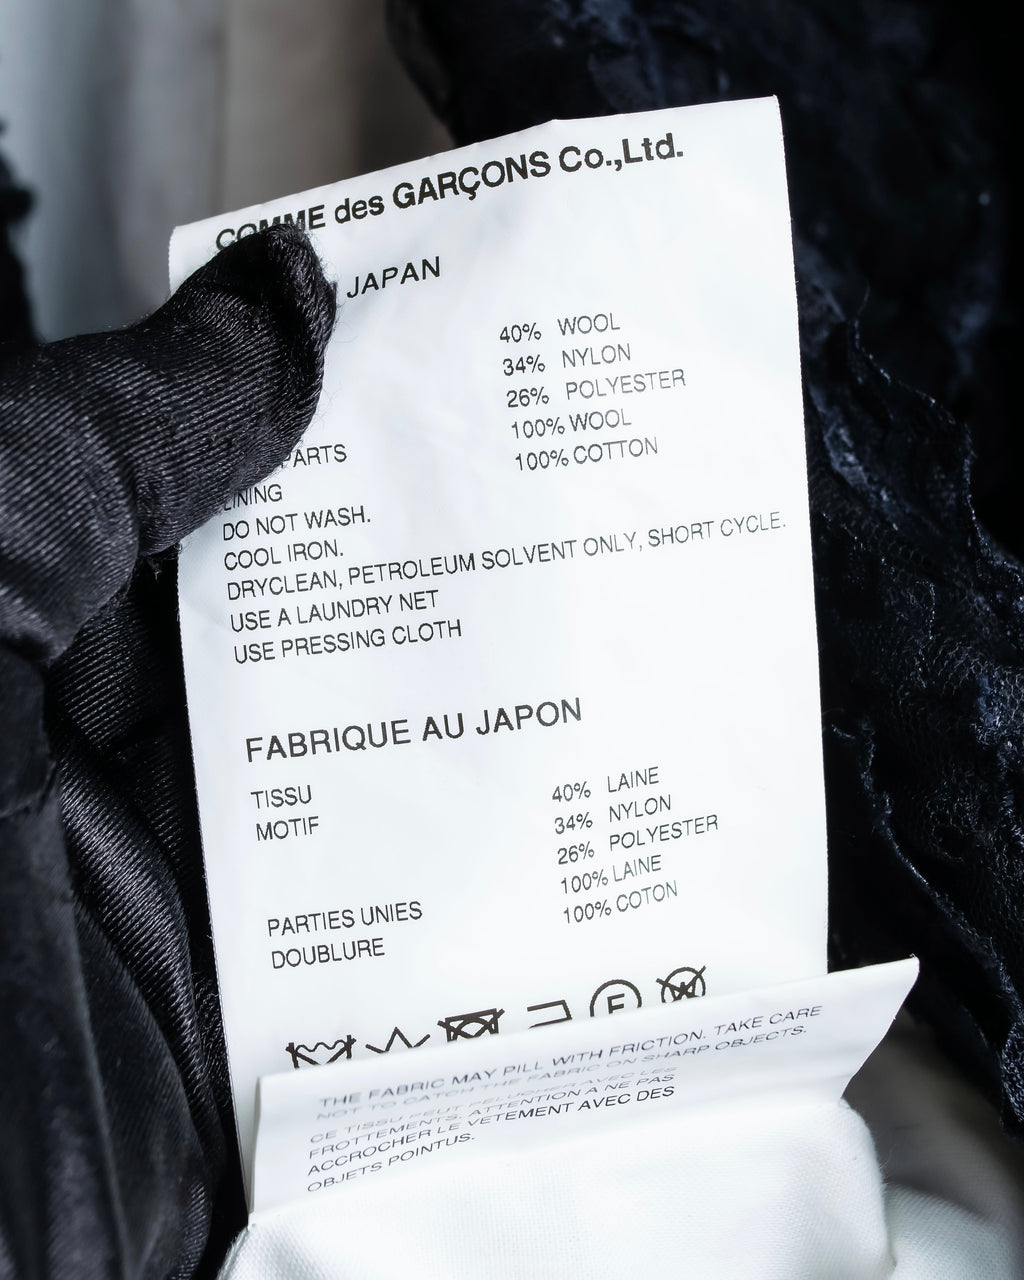 COMME des GARÇONS Co.,Ltd.
JAPAN
40% WOOL
34% NYLON
26% POLYESTER
100% WOOL
PARTS 100% COTTON
LINING
DO NOT WASH.
COOL IRON.
DRYCLEAN, PETROLEUM SOLVENT ONLY, SHORT CYCLE.
USE A LAUNDRY NET
USE PRESSING CLOTH
FABRIQUE AU JAPON
TISSU 40% LAINE
MOTIF 34% NYLON
26% POLYESTER
PARTIES UNIES 100% LAINE
DOUBLURE 100% COTON
F W
THE FABRIC MAY PILL WITH FRICTION. TAKE CARE
NOT TO CATCH THE FABRIC ON SHARP OBJECTS.
CE TISSU PEUT PELUCHER AVEC LES
FROTTEMENTS. ATTENTION A NE PAS
ACCROCHER LE VETEMENT AVEC DES
OBJETS POINTUS.